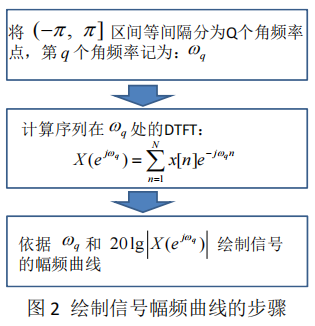 将 (-π, π] 区间等间隔分为Q个角频率
点，第 q 个角频率记为：ω_q
计算序列在 ω_q 处的DTFT：
X(e^{jω_q}) = \sum_{n=1}^{N} x[n]e^{-jω_q n}
依据 ω_q 和 20lg|X(e^{jω_q})| 绘制信号
的幅频曲线
图 2 绘制信号幅频曲线的步骤